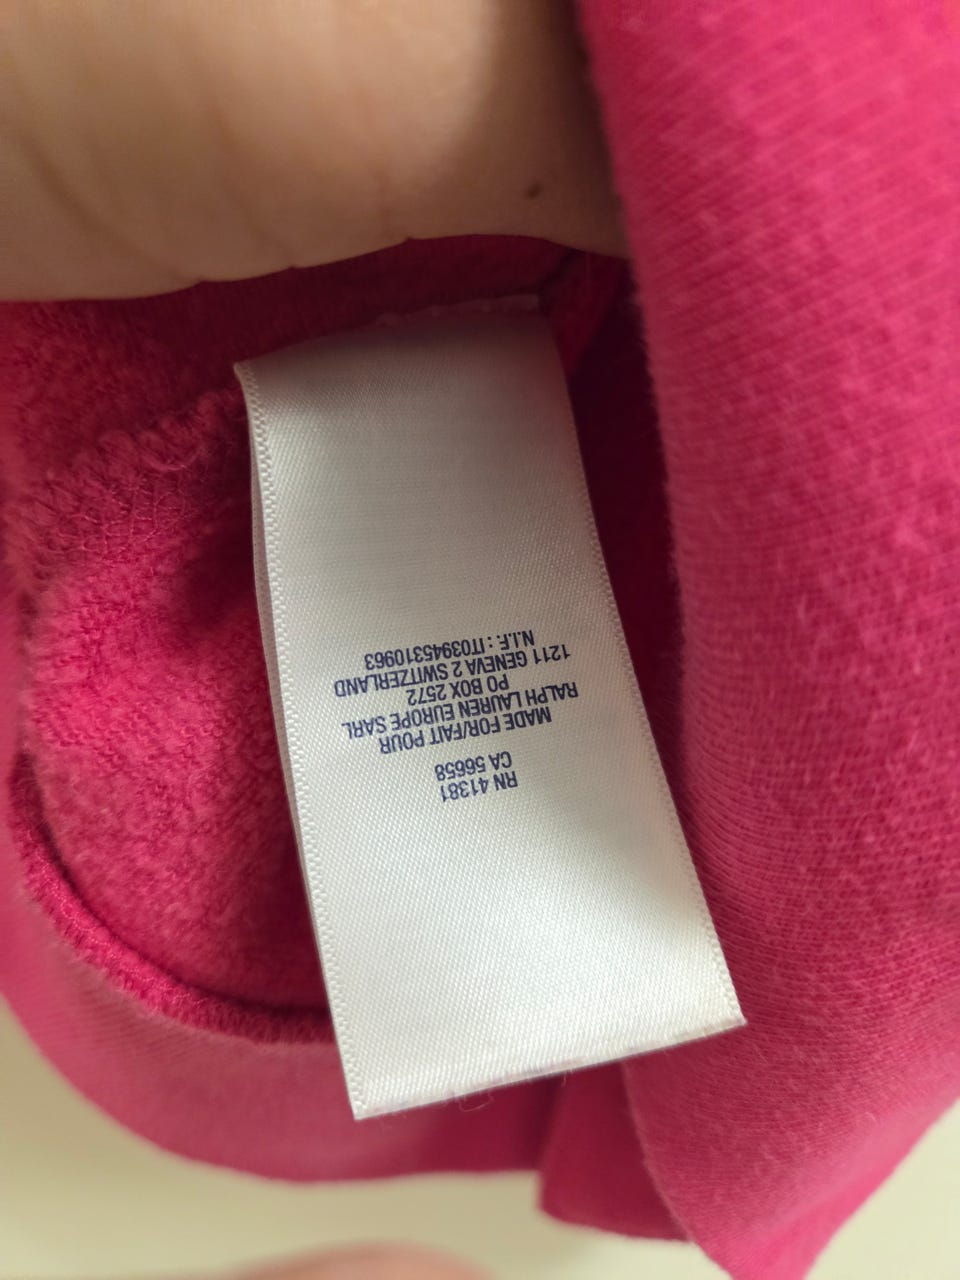 RN 41381
CA 56658
MADE FOR/FAIT POUR
RALPH LAUREN EUROPE SARL
PO BOX 2572
1211 GENEVA 2 SWITZERLAND
N.I.F.: IT03945310963